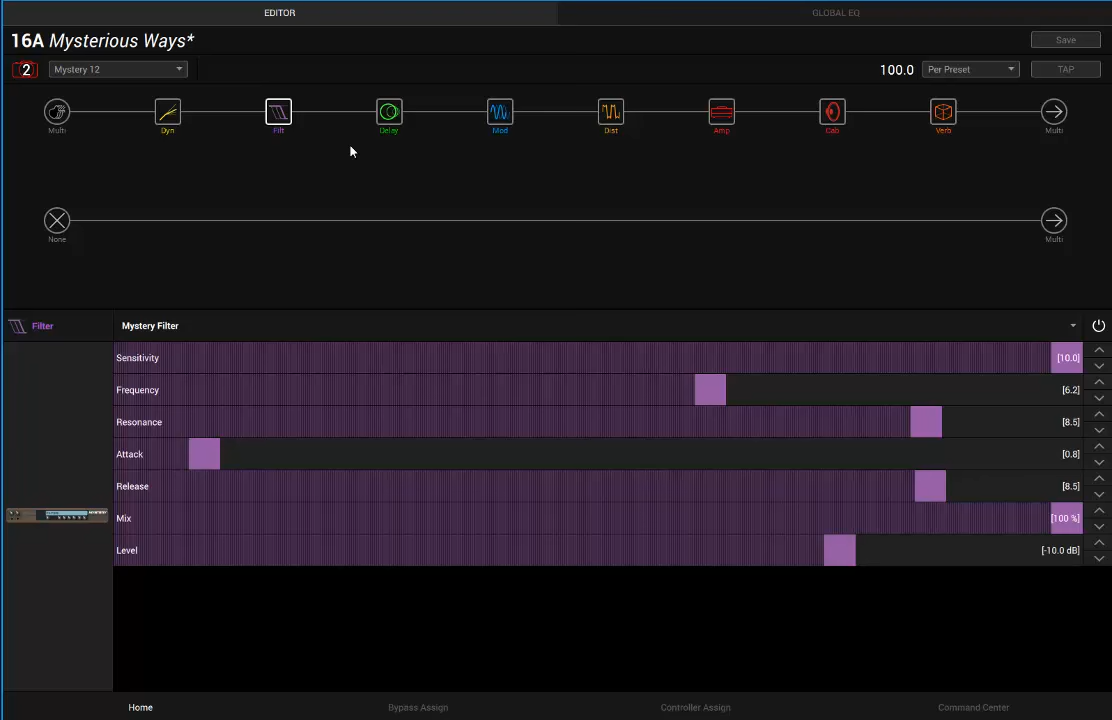 EDITOR GLOBAL EQ
16A Mysterious Ways* Save
2 Mystery 12 100.0 Per Preset TAP
Multi Dyn Filt Delay Mod Dist Amp Cab Verb Multi
None Multi
Filter Mystery Filter
Sensitivity [10.0]
Frequency [6.2]
Resonance [8.5]
Attack [0.8]
Release [8.5]
Mix [100 %]
Level [-10.0 dB]
Home Bypass Assign Controller Assign Command Center